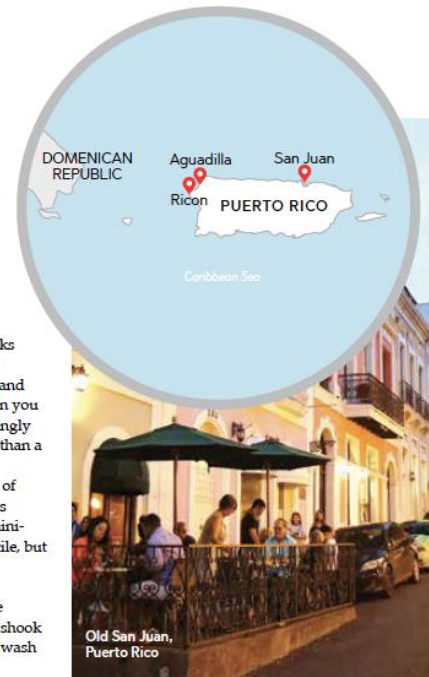 DOMENICAN
REPUBLIC
Aguadilla
San Juan
Ricon
PUERTO RICO
Caribbean Sea
ks
and
n you
ngly
than a
of
s
ini-
ile, but
e
shook
wash
Old San Juan,
Puerto Rico